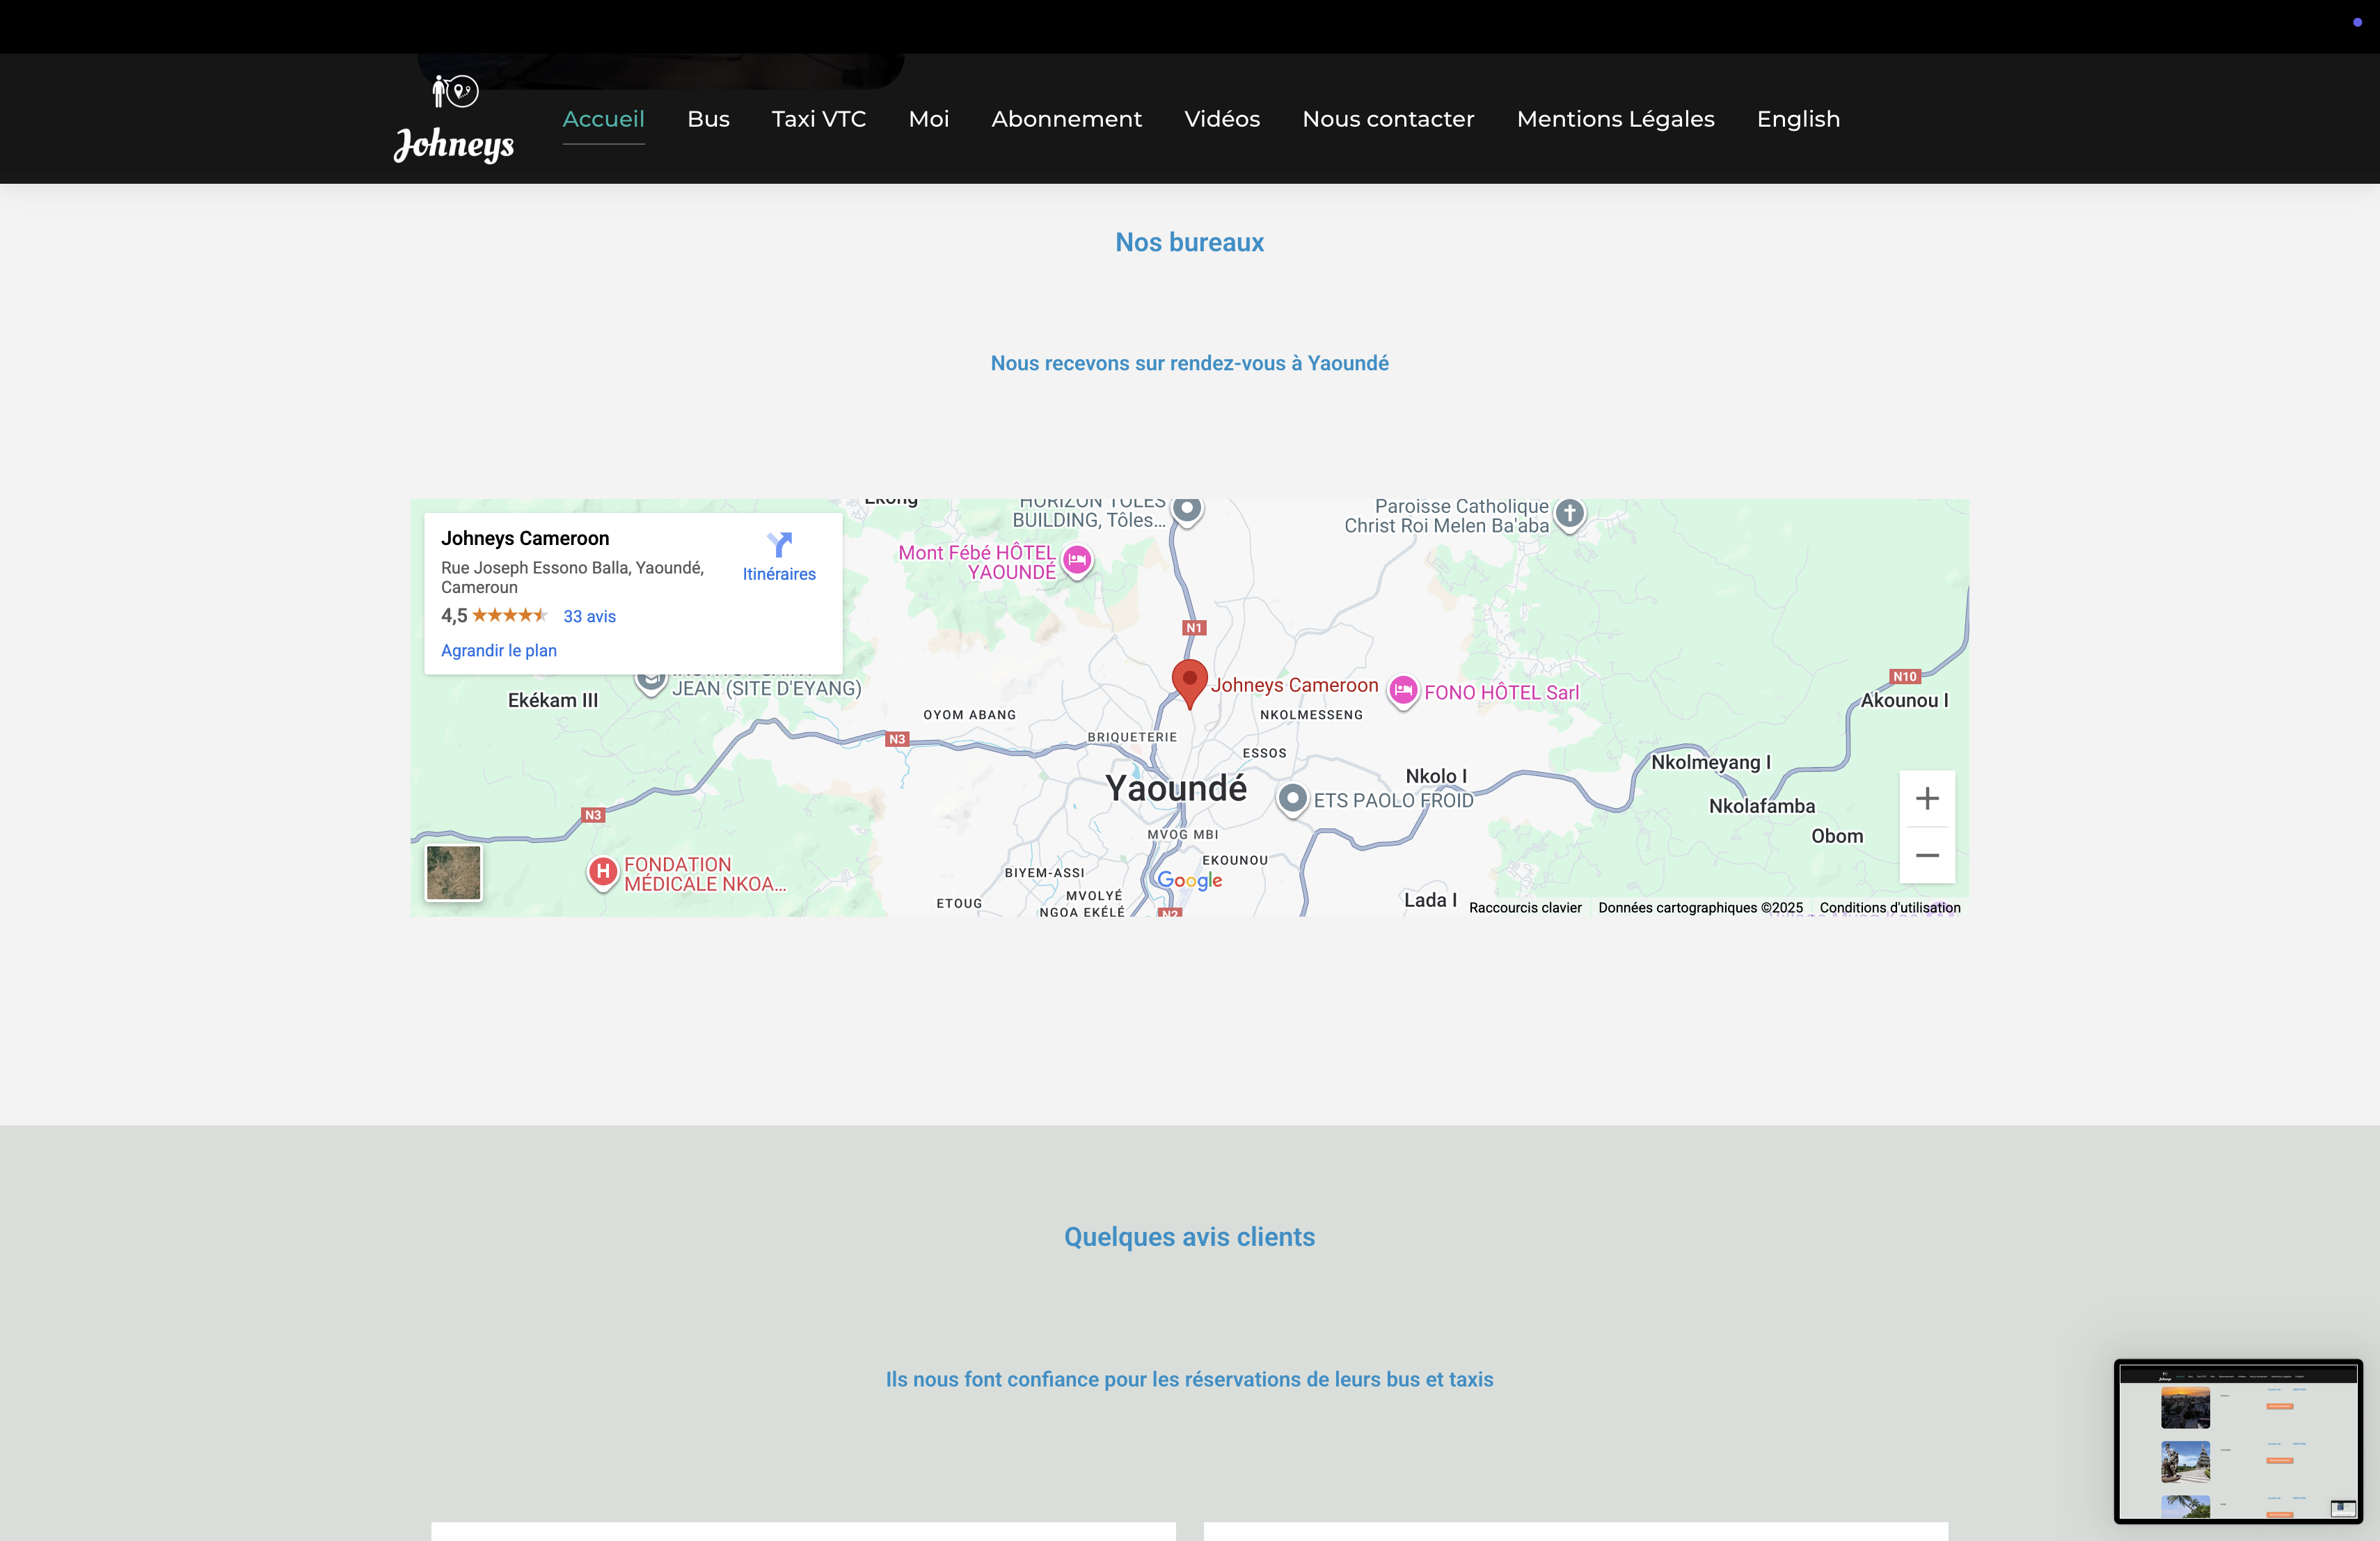 Johneys
Accueil Bus Taxi VTC Moi Abonnement Vidéos Nous contacter Mentions Légales English
Nos bureaux
Nous recevons sur rendez-vous à Yaoundé
Johneys Cameroon
Rue Joseph Essono Balla, Yaoundé,
Cameroun
4,5 33 avis
Agrandir le plan
Itinéraires
HORIZON TOLES
BUILDING, Tôles...
Paroisse Catholique
Christ Roi Melen Ba'aba
Mont Fébé HÔTEL
YAOUNDÉ
N1
JEAN (SITE D'EYANG)
Ekékam III
Johneys Cameroon
FONO HÔTEL Sarl
N10
Akounou I
OYOM ABANG
NKOLMESSENG
N3
BRIQUETERIE
ESSOS
Nkolmeyang I
Yaoundé
Nkolo I
ETS PAOLO FROID
Nkolafamba
N3
MVOG MBI
Obom
FONDATION
MÉDICALE NKOA...
EKOUNOU
BIYEM-ASSI
Google
MVOLYÉ
ETOUG
NGOA EKÉLÉ
N2
Lada I
Raccourcis clavier Données cartographiques ©2025 Conditions d'utilisation
Quelques avis clients
Ils nous font confiance pour les réservations de leurs bus et taxis